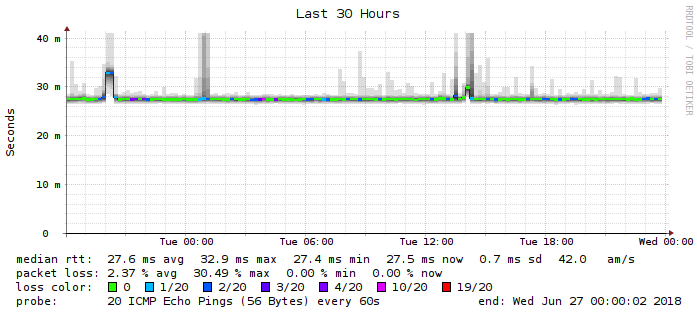 Last 30 Hours
RRDTOOL / TOBI OETIKER
Seconds
40 m
30 m
20 m
10 m
0
Tue 00:00 Tue 06:00 Tue 12:00 Tue 18:00 Wed 00:00
median rtt: 27.6 ms avg 32.9 ms max 27.4 ms min 27.5 ms now 0.7 ms sd 42.0 am/s
packet loss: 2.37 % avg 30.49 % max 0.00 % min 0.00 % now
loss color: 0 1/20 2/20 3/20 4/20 10/20 19/20
probe: 20 ICMP Echo Pings (56 Bytes) every 60s end: Wed Jun 27 00:00:02 2018